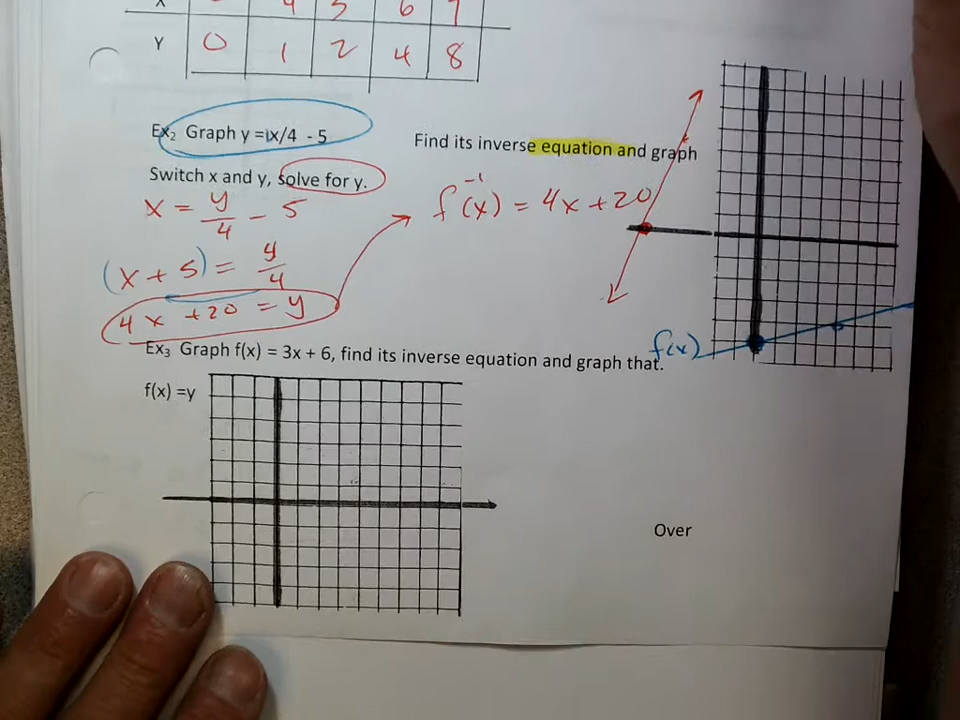 X 4 5 6 7
Y 0 1 2 4 8
Ex2 Graph y = 1x/4 - 5
Find its inverse equation and graph
Switch x and y, solve for y.
x = y/4 - 5
f⁻¹(x) = 4x+20
(x + 5) = y/4
4x +20 = y
f(x)
Ex3 Graph f(x) = 3x + 6, find its inverse equation and graph that.
f(x) =y
Over